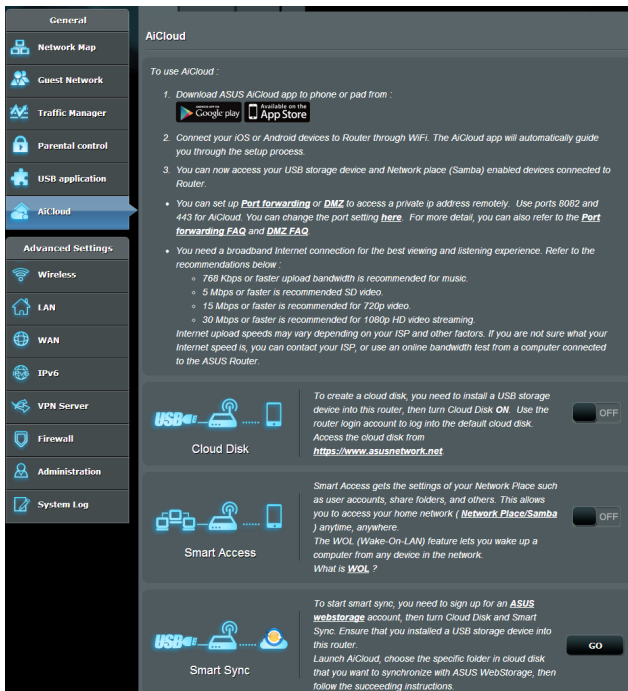 General
Network Map
Guest Network
Traffic Manager
Parental control
USB application
AiCloud
Advanced Settings
Wireless
LAN
WAN
IPv6
VPN Server
Firewall
Administration
System Log
AiCloud
To use AiCloud :
1. Download ASUS AiCloud app to phone or pad from :
ANDROID APP ON
Google play
Available on the
App Store
2. Connect your iOS or Android devices to Router through WiFi. The AiCloud app will automatically guide
you through the setup process.
3. You can now access your USB storage device and Network place (Samba) enabled devices connected to
Router.
• You can set up Port forwarding or DMZ to access a private ip address remotely. Use ports 8082 and
443 for AiCloud. You can change the port setting here. For more detail, you can also refer to the Port
forwarding FAQ and DMZ FAQ.
• You need a broadband Internet connection for the best viewing and listening experience. Refer to the
recommendations below :
◦ 768 Kbps or faster upload bandwidth is recommended for music.
◦ 5 Mbps or faster is recommended SD video.
◦ 15 Mbps or faster is recommended for 720p video.
◦ 30 Mbps or faster is recommended for 1080p HD video streaming.
Internet upload speeds may vary depending on your ISP and other factors. If you are not sure what your
Internet speed is, you can contact your ISP, or use an online bandwidth test from a computer connected
to the ASUS Router.
USB
Cloud Disk
To create a cloud disk, you need to install a USB storage
device into this router, then turn Cloud Disk ON. Use the
router login account to log into the default cloud disk.
Access the cloud disk from
https://www.asusnetwork.net.
OFF
Smart Access
Smart Access gets the settings of your Network Place such
as user accounts, share folders, and others. This allows
you to access your home network ( Network Place/Samba
) anytime, anywhere.
The WOL (Wake-On-LAN) feature lets you wake up a
computer from any device in the network.
What is WOL ?
OFF
USB
Smart Sync
To start smart sync, you need to sign up for an ASUS
webstorage account, then turn Cloud Disk and Smart
Sync. Ensure that you installed a USB storage device into
this router.
Launch AiCloud, choose the specific folder in cloud disk
that you want to synchronize with ASUS WebStorage, then
follow the succeeding instructions.
GO